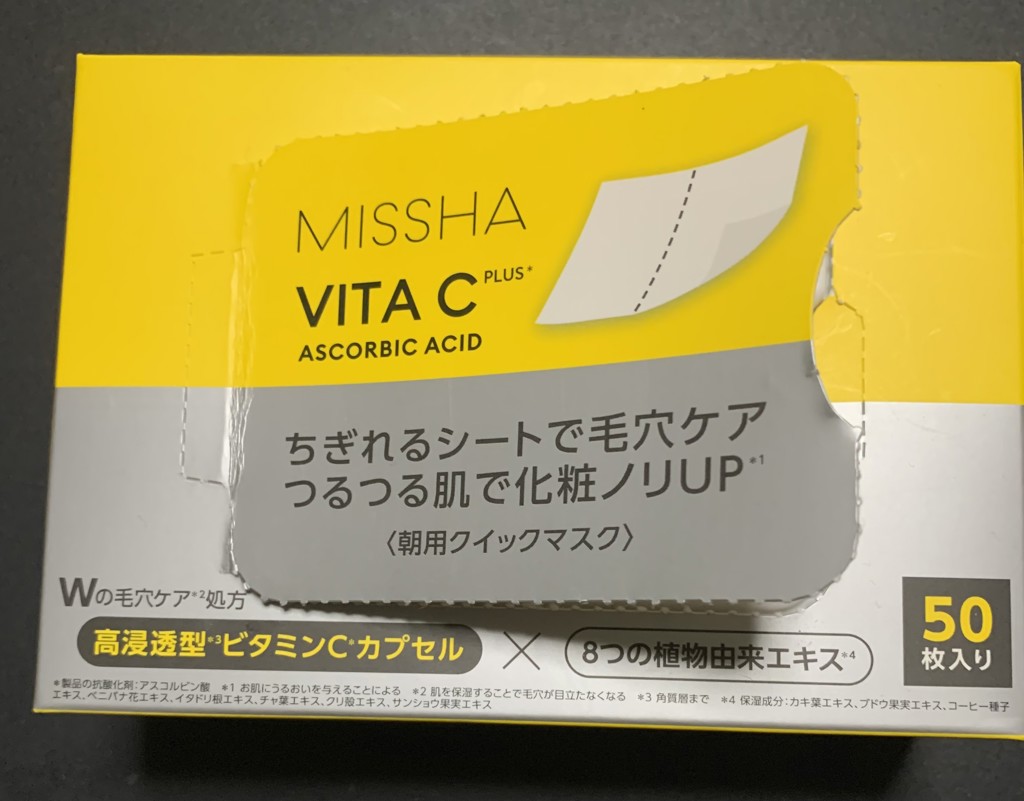 MISSHA
VITA C PLUS*
ASCORBIC ACID
ちぎれるシートで毛穴ケア
つるつる肌で化粧ノリUP*1
〈朝用クイックマスク〉
Wの毛穴ケア*2処方
高浸透型*3ビタミンC*カプセル × 8つの植物由来エキス*4
50
枚入り
*製品の抗酸化剤:アスコルビン酸 *1 お肌にうるおいを与えることによる *2 肌を保湿することで毛穴が目立たなくなる *3 角質層まで *4 保湿成分:カキ葉エキス、ブドウ果実エキス、コーヒー種子
エキス、ベニバナ花エキス、イタドリ根エキス、チャ葉エキス、クリ殻エキス、サンショウ果実エキス